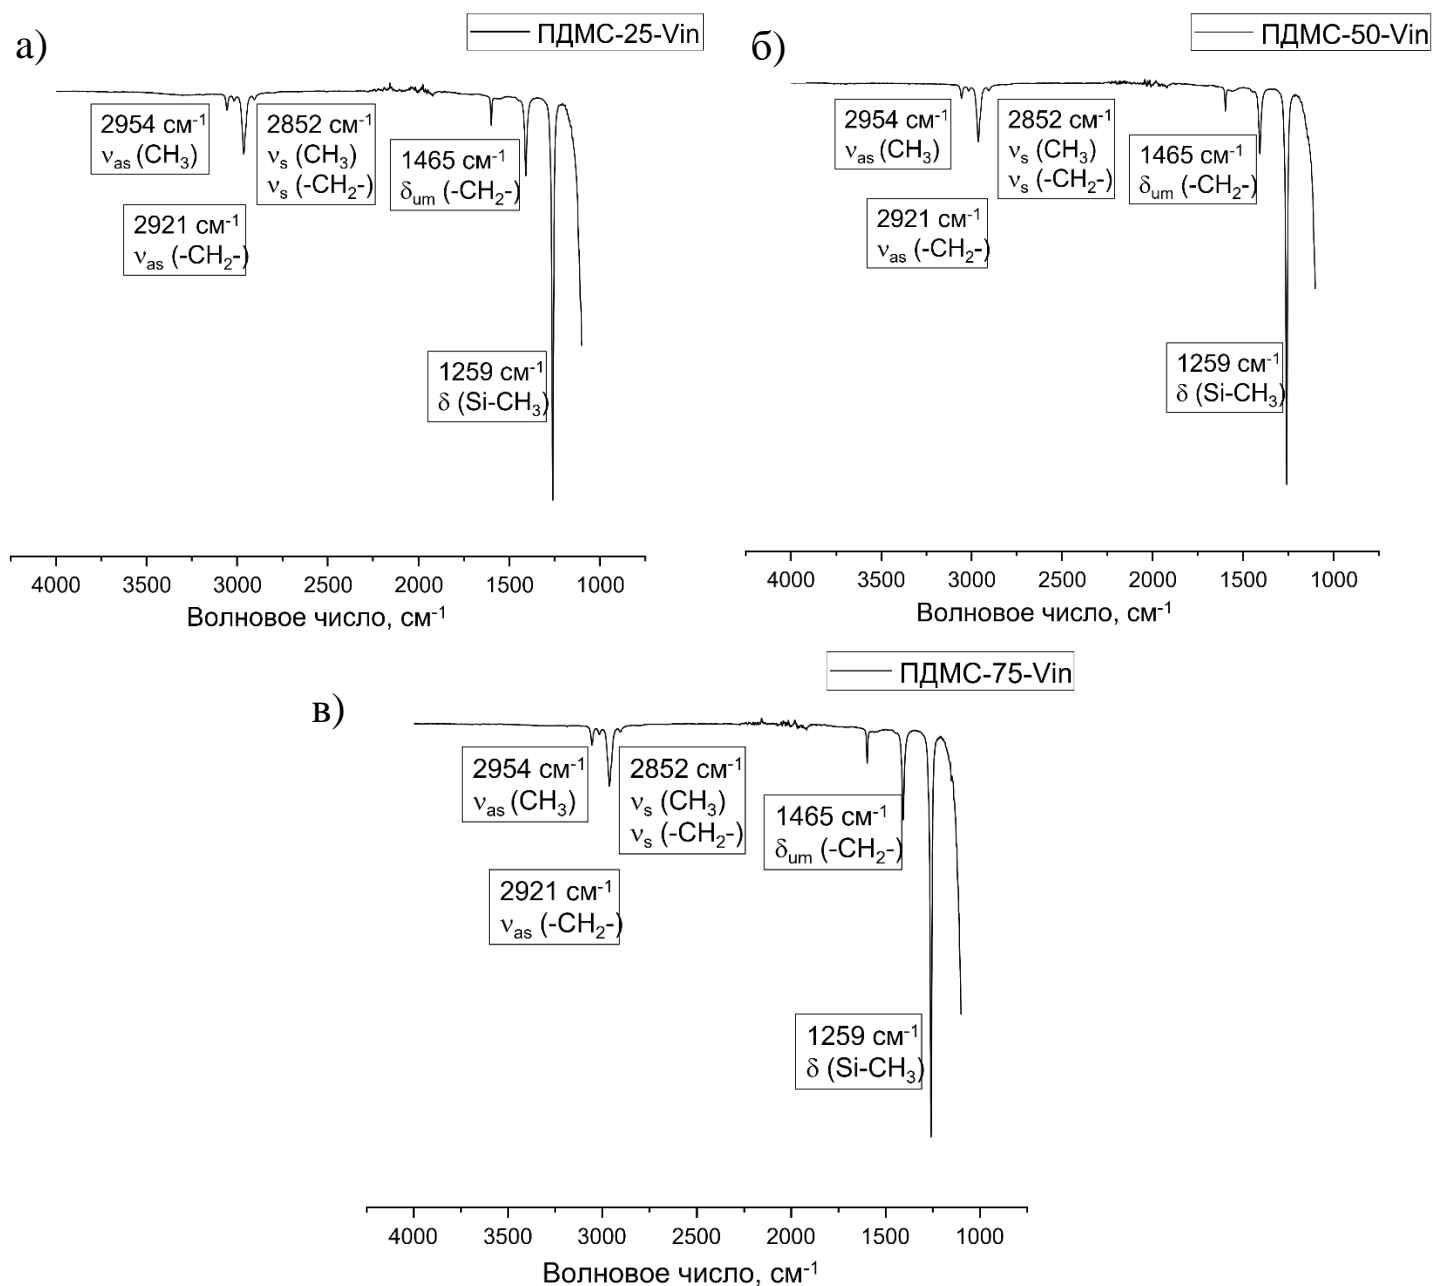 а)
ПДМС-25-Vin
2954 см-1
νas (CH3)
2852 см-1
νs (CH3)
νs (-CH2-)
1465 см-1
δum (-CH2-)
2921 см-1
νas (-CH2-)
1259 см-1
δ (Si-CH3)
4000 3500 3000 2500 2000 1500 1000
Волновое число, см-1
б)
ПДМС-50-Vin
2954 см-1
νas (CH3)
2852 см-1
νs (CH3)
νs (-CH2-)
1465 см-1
δum (-CH2-)
2921 см-1
νas (-CH2-)
1259 см-1
δ (Si-CH3)
4000 3500 3000 2500 2000 1500 1000
Волновое число, см-1
в)
ПДМС-75-Vin
2954 см-1
νas (CH3)
2852 см-1
νs (CH3)
νs (-CH2-)
1465 см-1
δum (-CH2-)
2921 см-1
νas (-CH2-)
1259 см-1
δ (Si-CH3)
4000 3500 3000 2500 2000 1500 1000
Волновое число, см-1